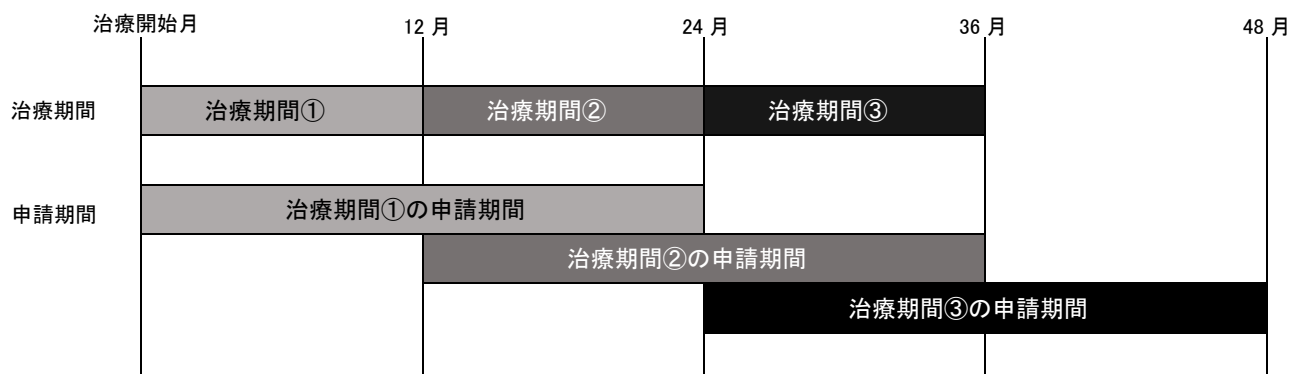 治療開始月
12 月
24 月
36 月
48 月
治療期間
治療期間①
治療期間②
治療期間③
申請期間
治療期間①の申請期間
治療期間②の申請期間
治療期間③の申請期間